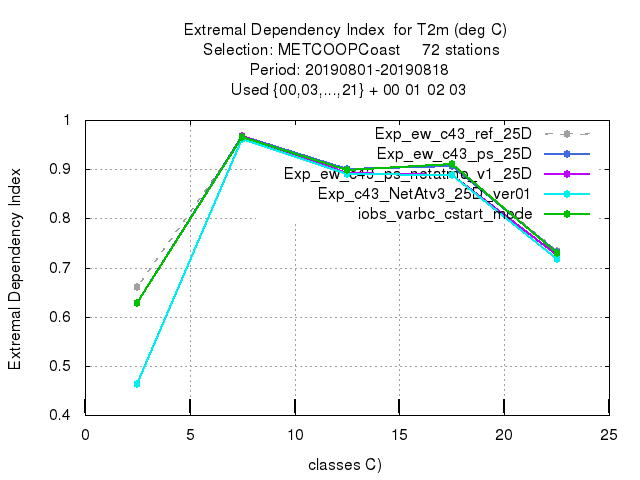 Extremal Dependency Index  for T2m (deg C)
Selection: METCOOPCoast     72 stations
Period: 20190801-20190818
Used {00,03,...,21} + 00 01 02 03
Extremal Dependency Index
1
0.9
0.8
0.7
0.6
0.5
0.4
Exp_ew_c43_ref_25D
Exp_ew_c43_ps_25D
Exp_ew_c43_ps_netatmo_v1_25D
Exp_c43_NetAtv3_25D_ver01
iobs_varbc_cstart_mode
0 5 10 15 20 25
classes C)